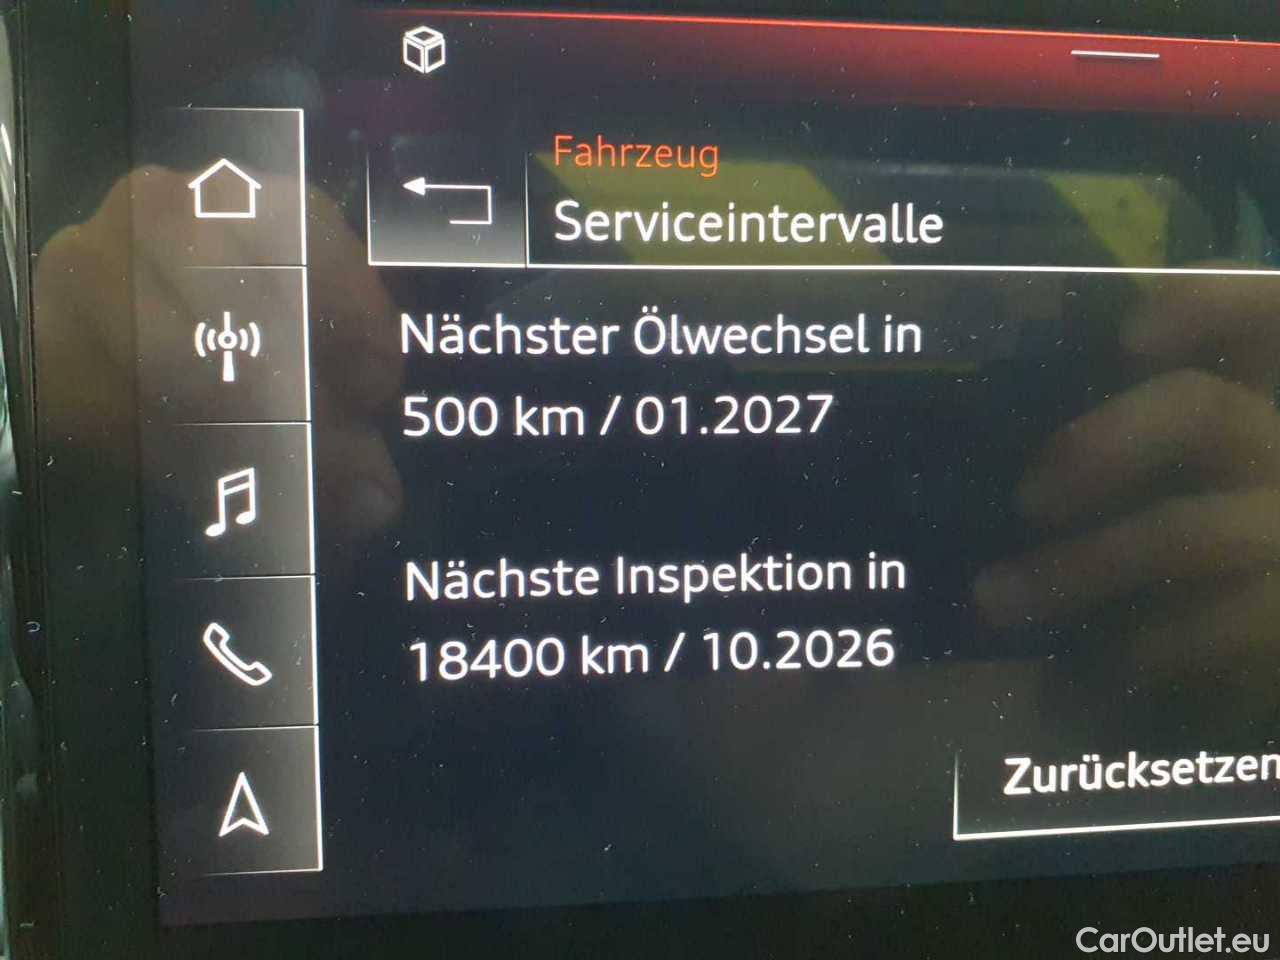 Fahrzeug
Serviceintervalle
Nächster Ölwechsel in
500 km / 01.2027
Nächste Inspektion in
18400 km / 10.2026
Zurücksetzen
CarOutlet.eu